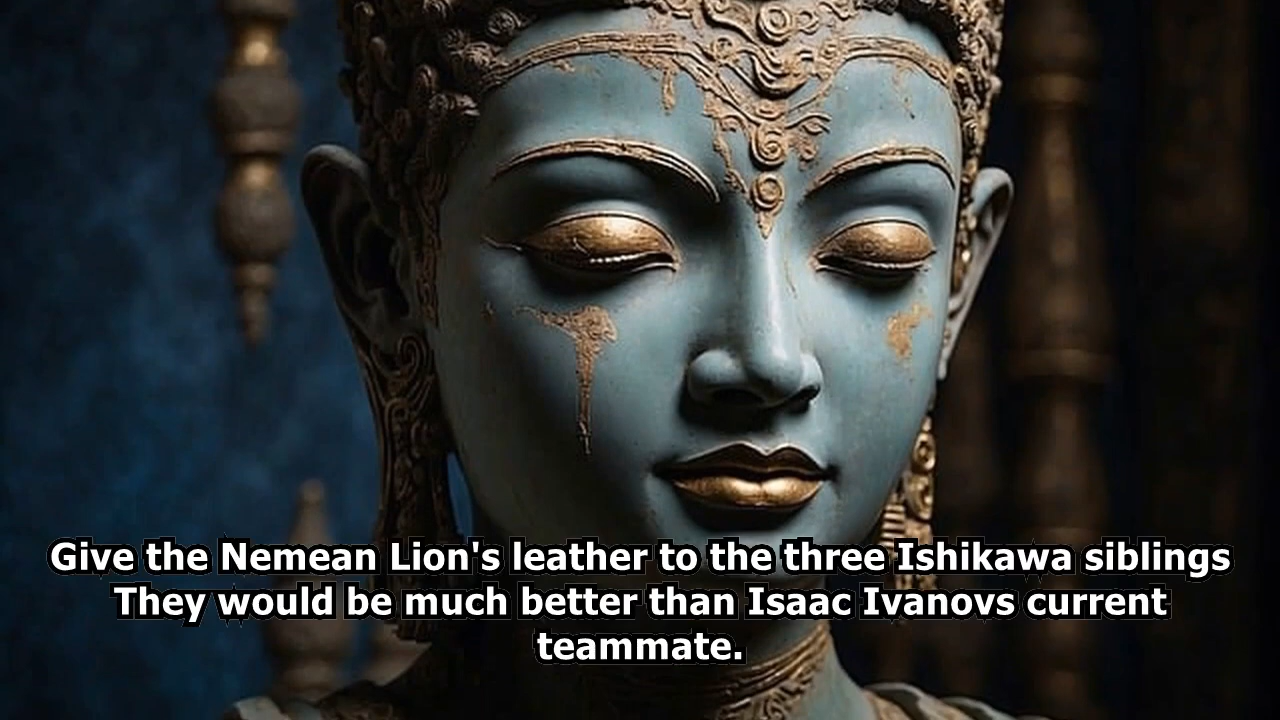 Give the Nemean Lion's leather to the three Ishikawa siblings
They would be much better than Isaac Ivanovs current
teammate.